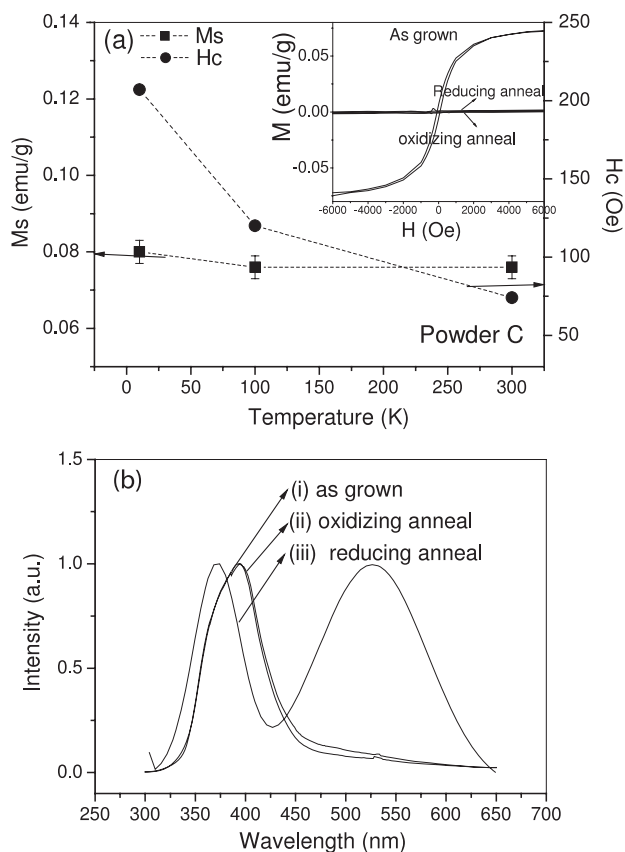 (a)
Ms
Hc
0.14
0.12
0.10
0.08
0.06
Ms (emu/g)
250
200
150
100
50
Hc (Oe)
0 50 100 150 200 250 300
Temperature (K)
Powder C
As grown
Reducing anneal
oxidizing anneal
0.05
0.00
-0.05
M (emu/g)
-6000 -4000 -2000 0 2000 4000 6000
H (Oe)
(b)
(i) as grown
(ii) oxidizing anneal
(iii) reducing anneal
1.5
1.0
0.5
0.0
Intensity (a.u.)
250 300 350 400 450 500 550 600 650 700
Wavelength (nm)